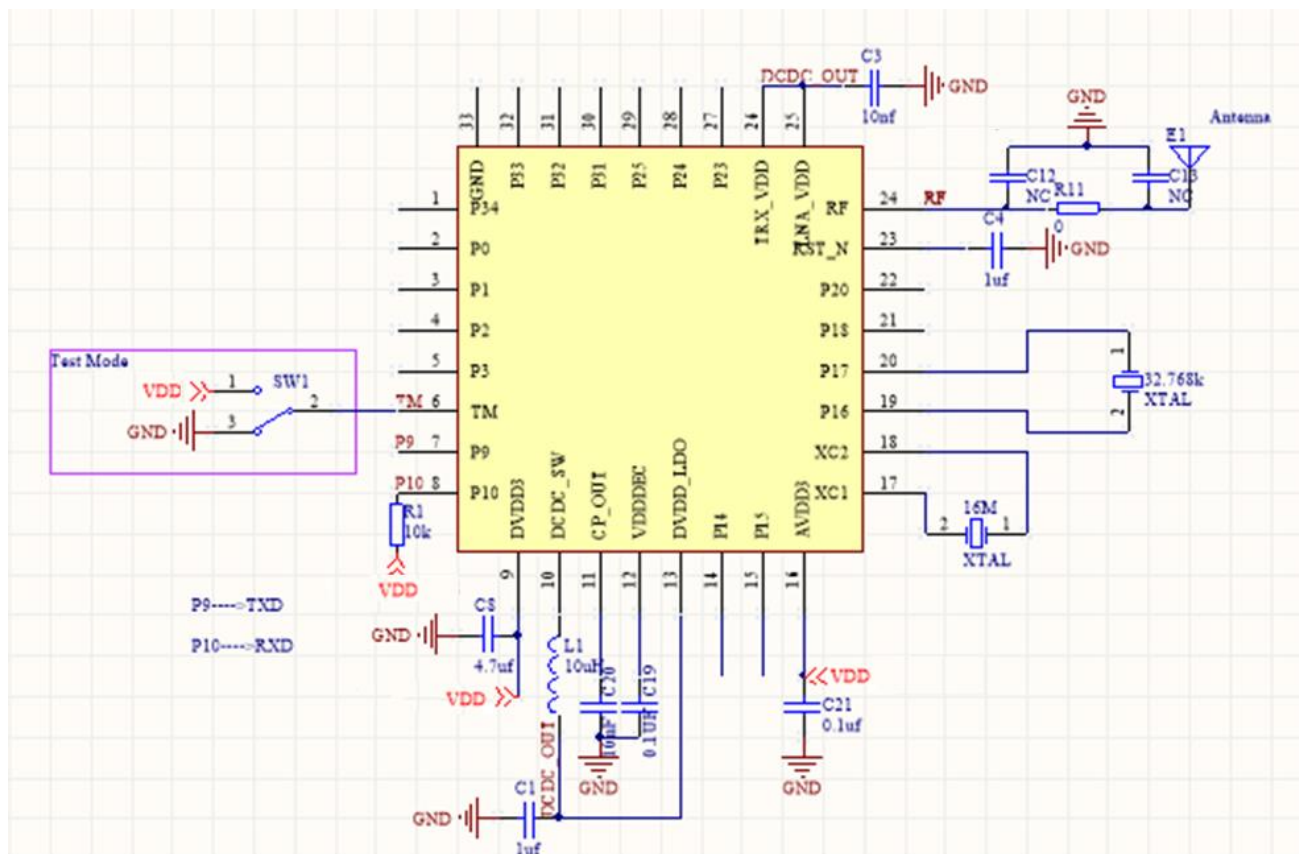 DCDC_OUT
C3
10nf
GND
33
32
31
30
29
28
27
24
25
GND
P33
P32
P31
P30
P25
P24
P23
TRX_VDD
LNA_VDD
GND
Antenna
E1
C12
NC
R11
0
C13
NC
1
P34
RF
24
RF
2
P0
RST_N
23
C4
1uf
GND
3
P1
P20
22
4
P2
P18
21
5
P3
P17
20
1
32.768k
XTAL
2
Test Mode
VDD
1
SW1
2
GND
3
TM
6
TM
P16
19
P9
7
P9
XC2
18
P10
8
P10
XC1
17
16M
2
1
XTAL
R1
10k
VDD
DVDD3
DCDC_SW
CP_OUT
VDDDEC
DVDD_LDO
P14
P15
AVDD3
9
10
11
12
13
14
15
16
P9---->TXD
P10---->RXD
C8
GND
4.7uf
VDD
L1
10uH
C20
10nF
C19
0.1UF
GND
VDD
C21
0.1uf
GND
DCDC_OUT
C1
GND
1uf